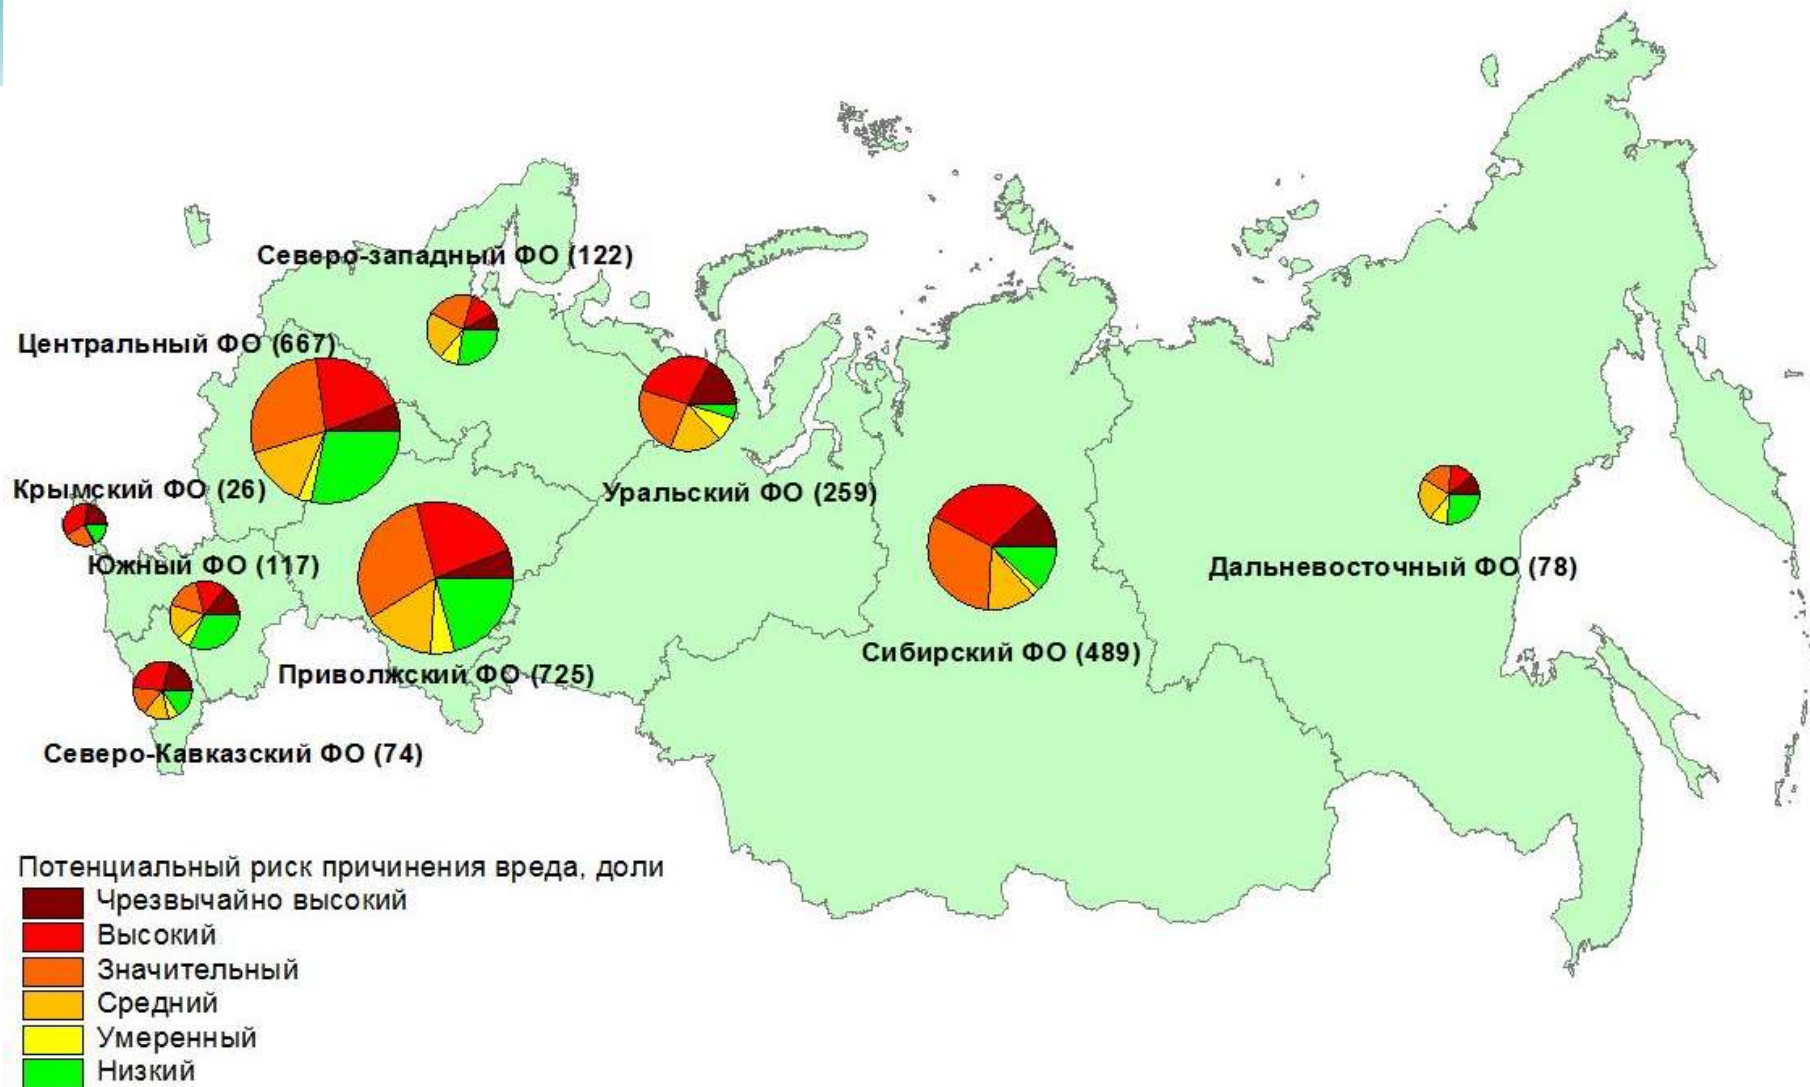 Северо-западный ФО (122)
Центральный ФО (667)
Крымский ФО (26)
Уральский ФО (259)
Южный ФО (117)
Дальневосточный ФО (78)
Сибирский ФО (489)
Приволжский ФО (725)
Северо-Кавказский ФО (74)
Потенциальный риск причинения вреда, доли
Чрезвычайно высокий
Высокий
Значительный
Средний
Умеренный
Низкий